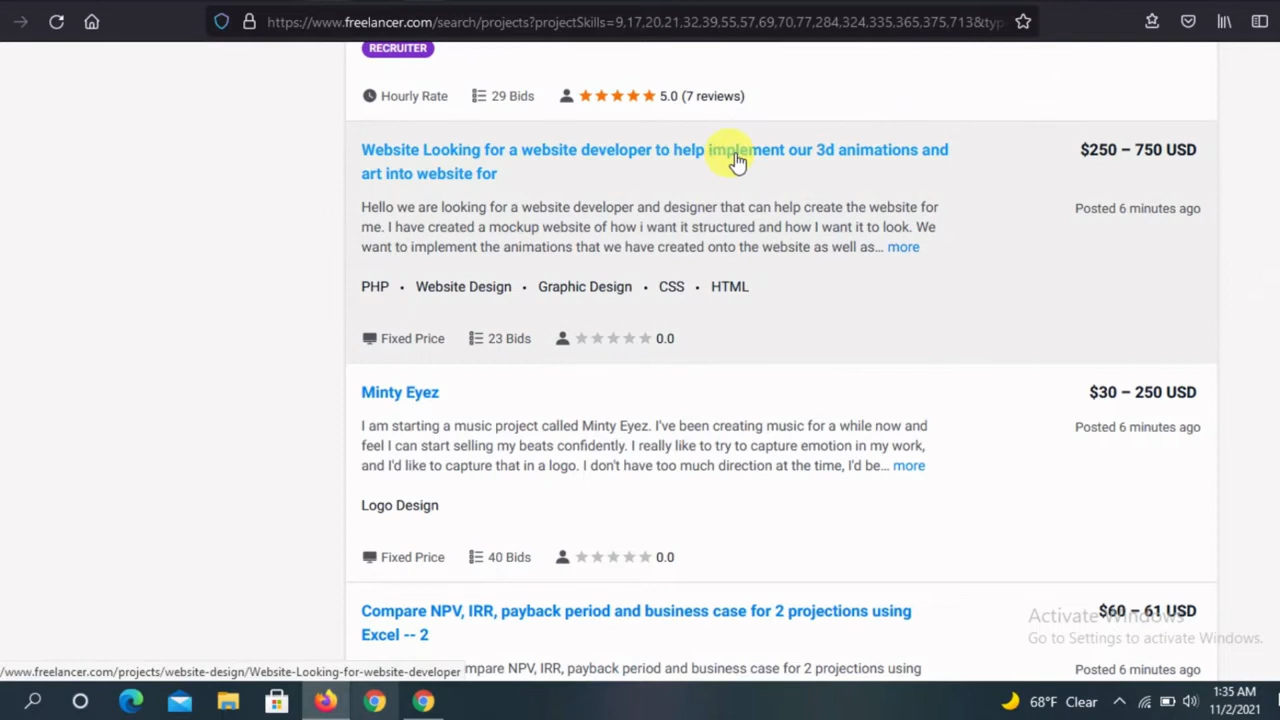 https://www.freelancer.com/search/projects?projectSkills=9,17,20,21,32,39,55,57,69,70,77,284,324,335,365,375,713&typ
RECRUITER
Hourly Rate 29 Bids 5.0 (7 reviews)
Website Looking for a website developer to help implement our 3d animations and $250 – 750 USD
art into website for
Hello we are looking for a website developer and designer that can help create the website for Posted 6 minutes ago
me. I have created a mockup website of how i want it structured and how I want it to look. We
want to implement the animations that we have created onto the website as well as... more
PHP • Website Design • Graphic Design • CSS • HTML
Fixed Price 23 Bids 0.0
Minty Eyez $30 – 250 USD
I am starting a music project called Minty Eyez. I've been creating music for a while now and Posted 6 minutes ago
feel I can start selling my beats confidently. I really like to try to capture emotion in my work,
and I'd like to capture that in a logo. I don't have too much direction at the time, I'd be... more
Logo Design
Fixed Price 40 Bids 0.0
Compare NPV, IRR, payback period and business case for 2 projections using $60 – 61 USD
Activate Windows
Excel -- 2
Go to Settings to activate Windows.
/www.freelancer.com/projects/website-design/Website-Looking-for-website-developer
mpare NPV, IRR, payback period and business case for 2 projections using Posted 6 minutes ago
68°F Clear
1:35 AM
11/2/2021